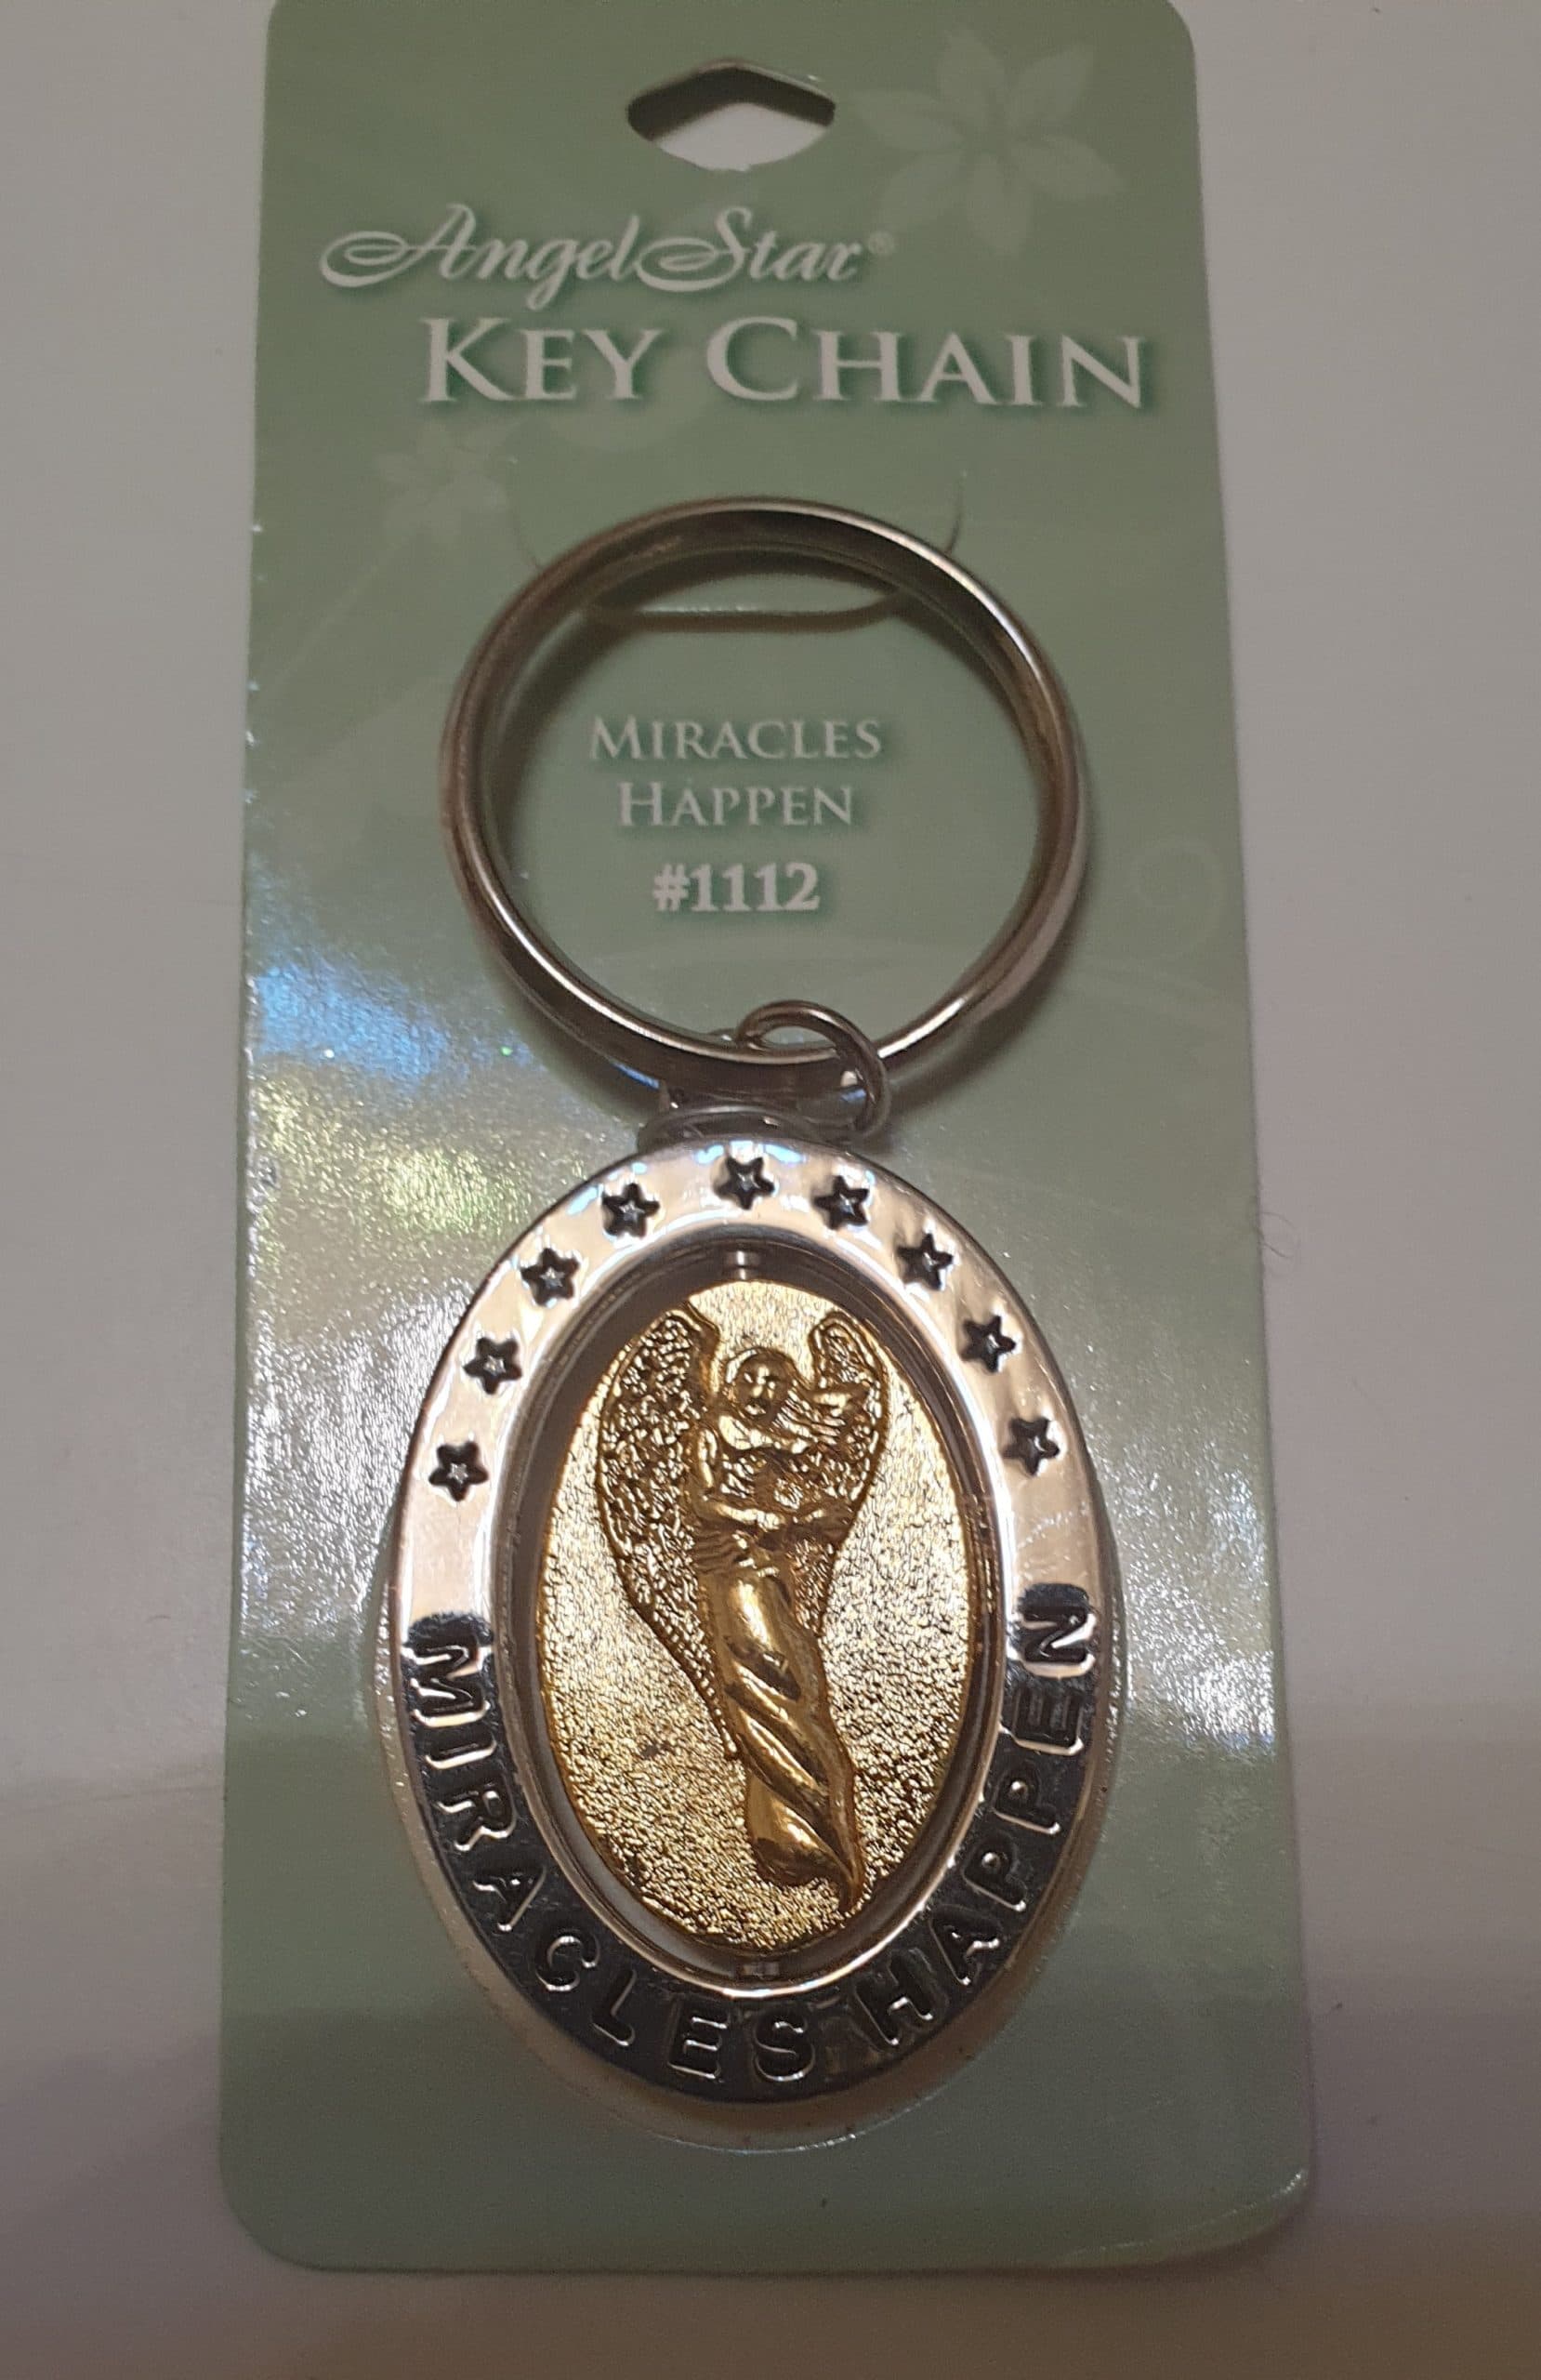 AngelStar®
KEY CHAIN
MIRACLES
HAPPEN
#1112
MIRACLES HAPPEN